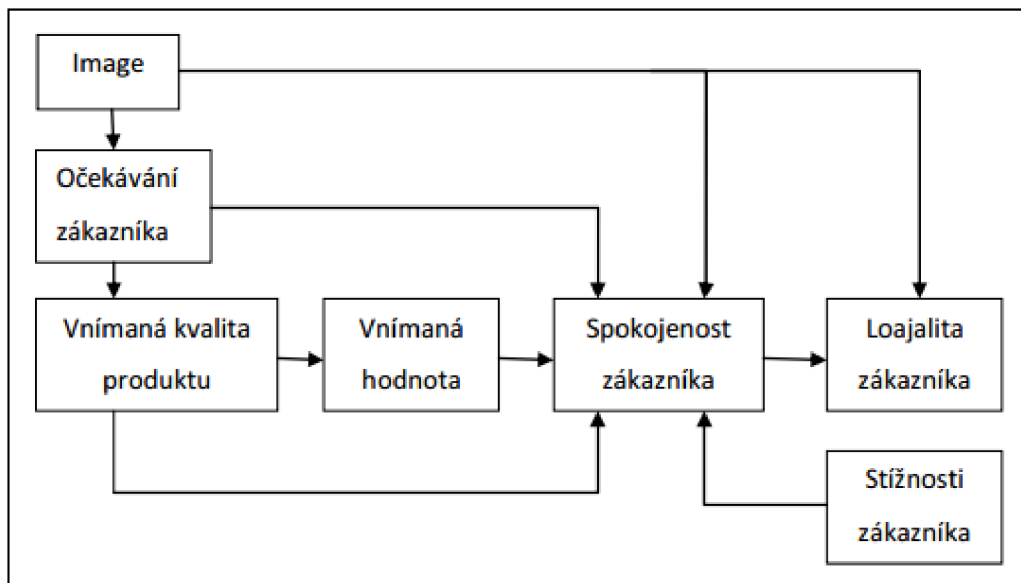 Image
Očekávání
zákazníka
Vnímaná kvalita
produktu
Vnímaná
hodnota
Spokojenost
zákazníka
Loajalita
zákazníka
Stížnosti
zákazníka